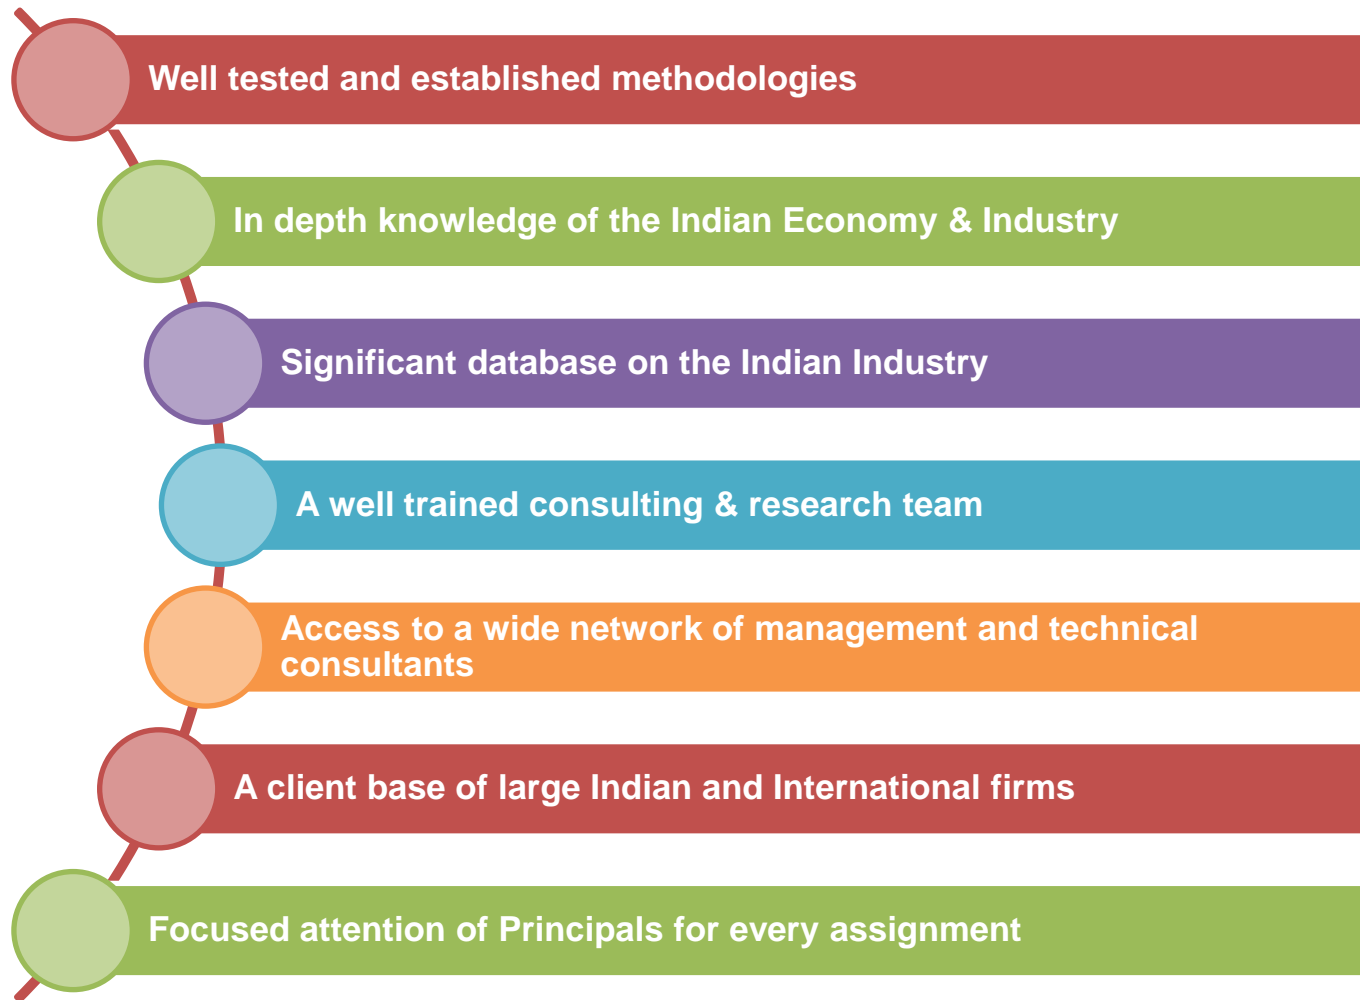 Well tested and established methodologies
In depth knowledge of the Indian Economy & Industry
Significant database on the Indian Industry
A well trained consulting & research team
Access to a wide network of management and technical
consultants
A client base of large Indian and International firms
Focused attention of Principals for every assignment